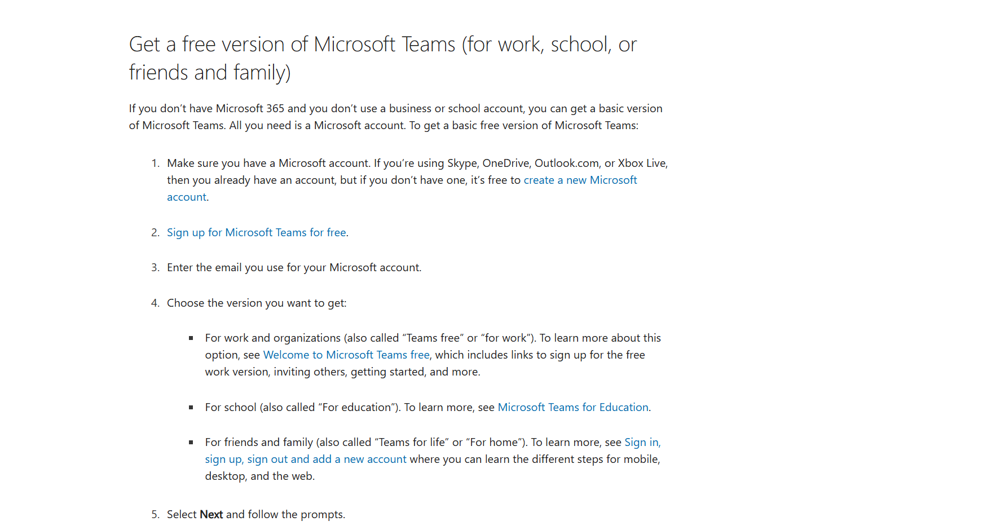 Get a free version of Microsoft Teams (for work, school, or
friends and family)
If you don’t have Microsoft 365 and you don’t use a business or school account, you can get a basic version
of Microsoft Teams. All you need is a Microsoft account. To get a basic free version of Microsoft Teams:
1. Make sure you have a Microsoft account. If you’re using Skype, OneDrive, Outlook.com, or Xbox Live,
then you already have an account, but if you don’t have one, it’s free to create a new Microsoft
account.
2. Sign up for Microsoft Teams for free.
3. Enter the email you use for your Microsoft account.
4. Choose the version you want to get:
▪ For work and organizations (also called “Teams free” or “for work”). To learn more about this
option, see Welcome to Microsoft Teams free, which includes links to sign up for the free
work version, inviting others, getting started, and more.
▪ For school (also called “For education”). To learn more, see Microsoft Teams for Education.
▪ For friends and family (also called “Teams for life” or “For home”). To learn more, see Sign in,
sign up, sign out and add a new account where you can learn the different steps for mobile,
desktop, and the web.
5. Select Next and follow the prompts.